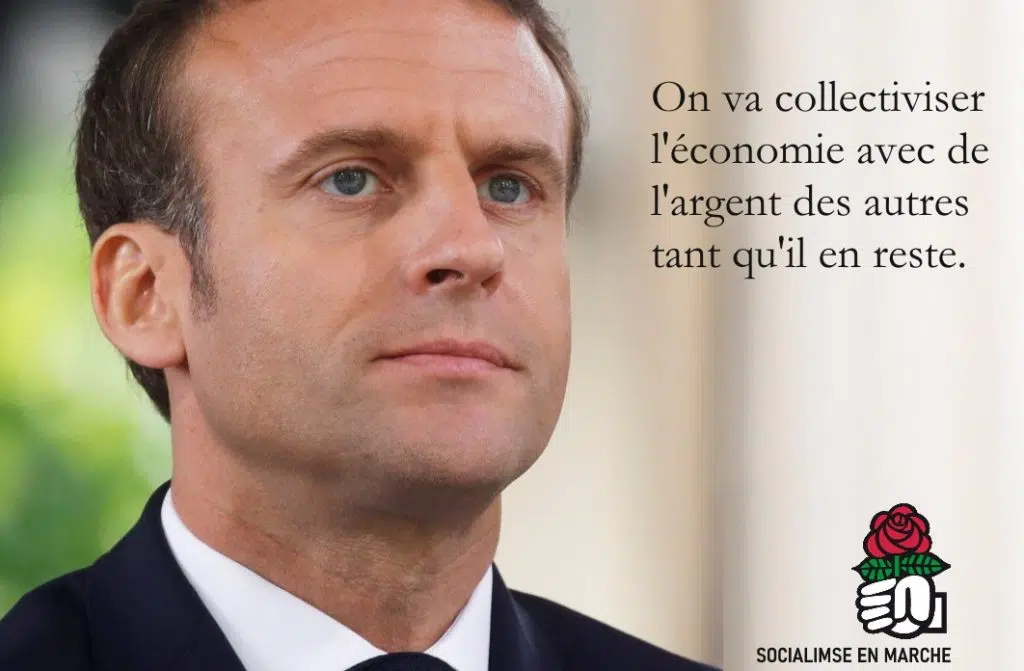 On va collectiviser
l'économie avec de
l'argent des autres
tant qu'il en reste.
SOCIALIMSE EN MARCHE